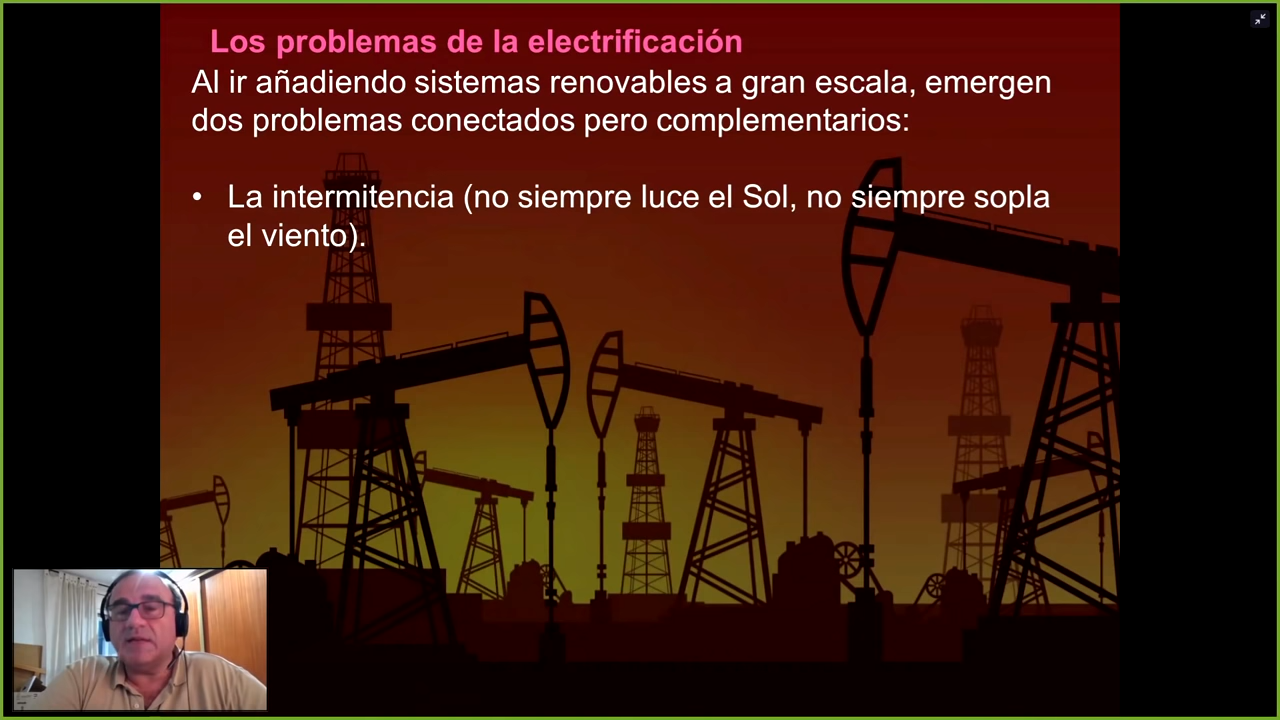 Los problemas de la electrificación
Al ir añadiendo sistemas renovables a gran escala, emergen
dos problemas conectados pero complementarios:
• La intermitencia (no siempre luce el Sol, no siempre sopla
el viento).